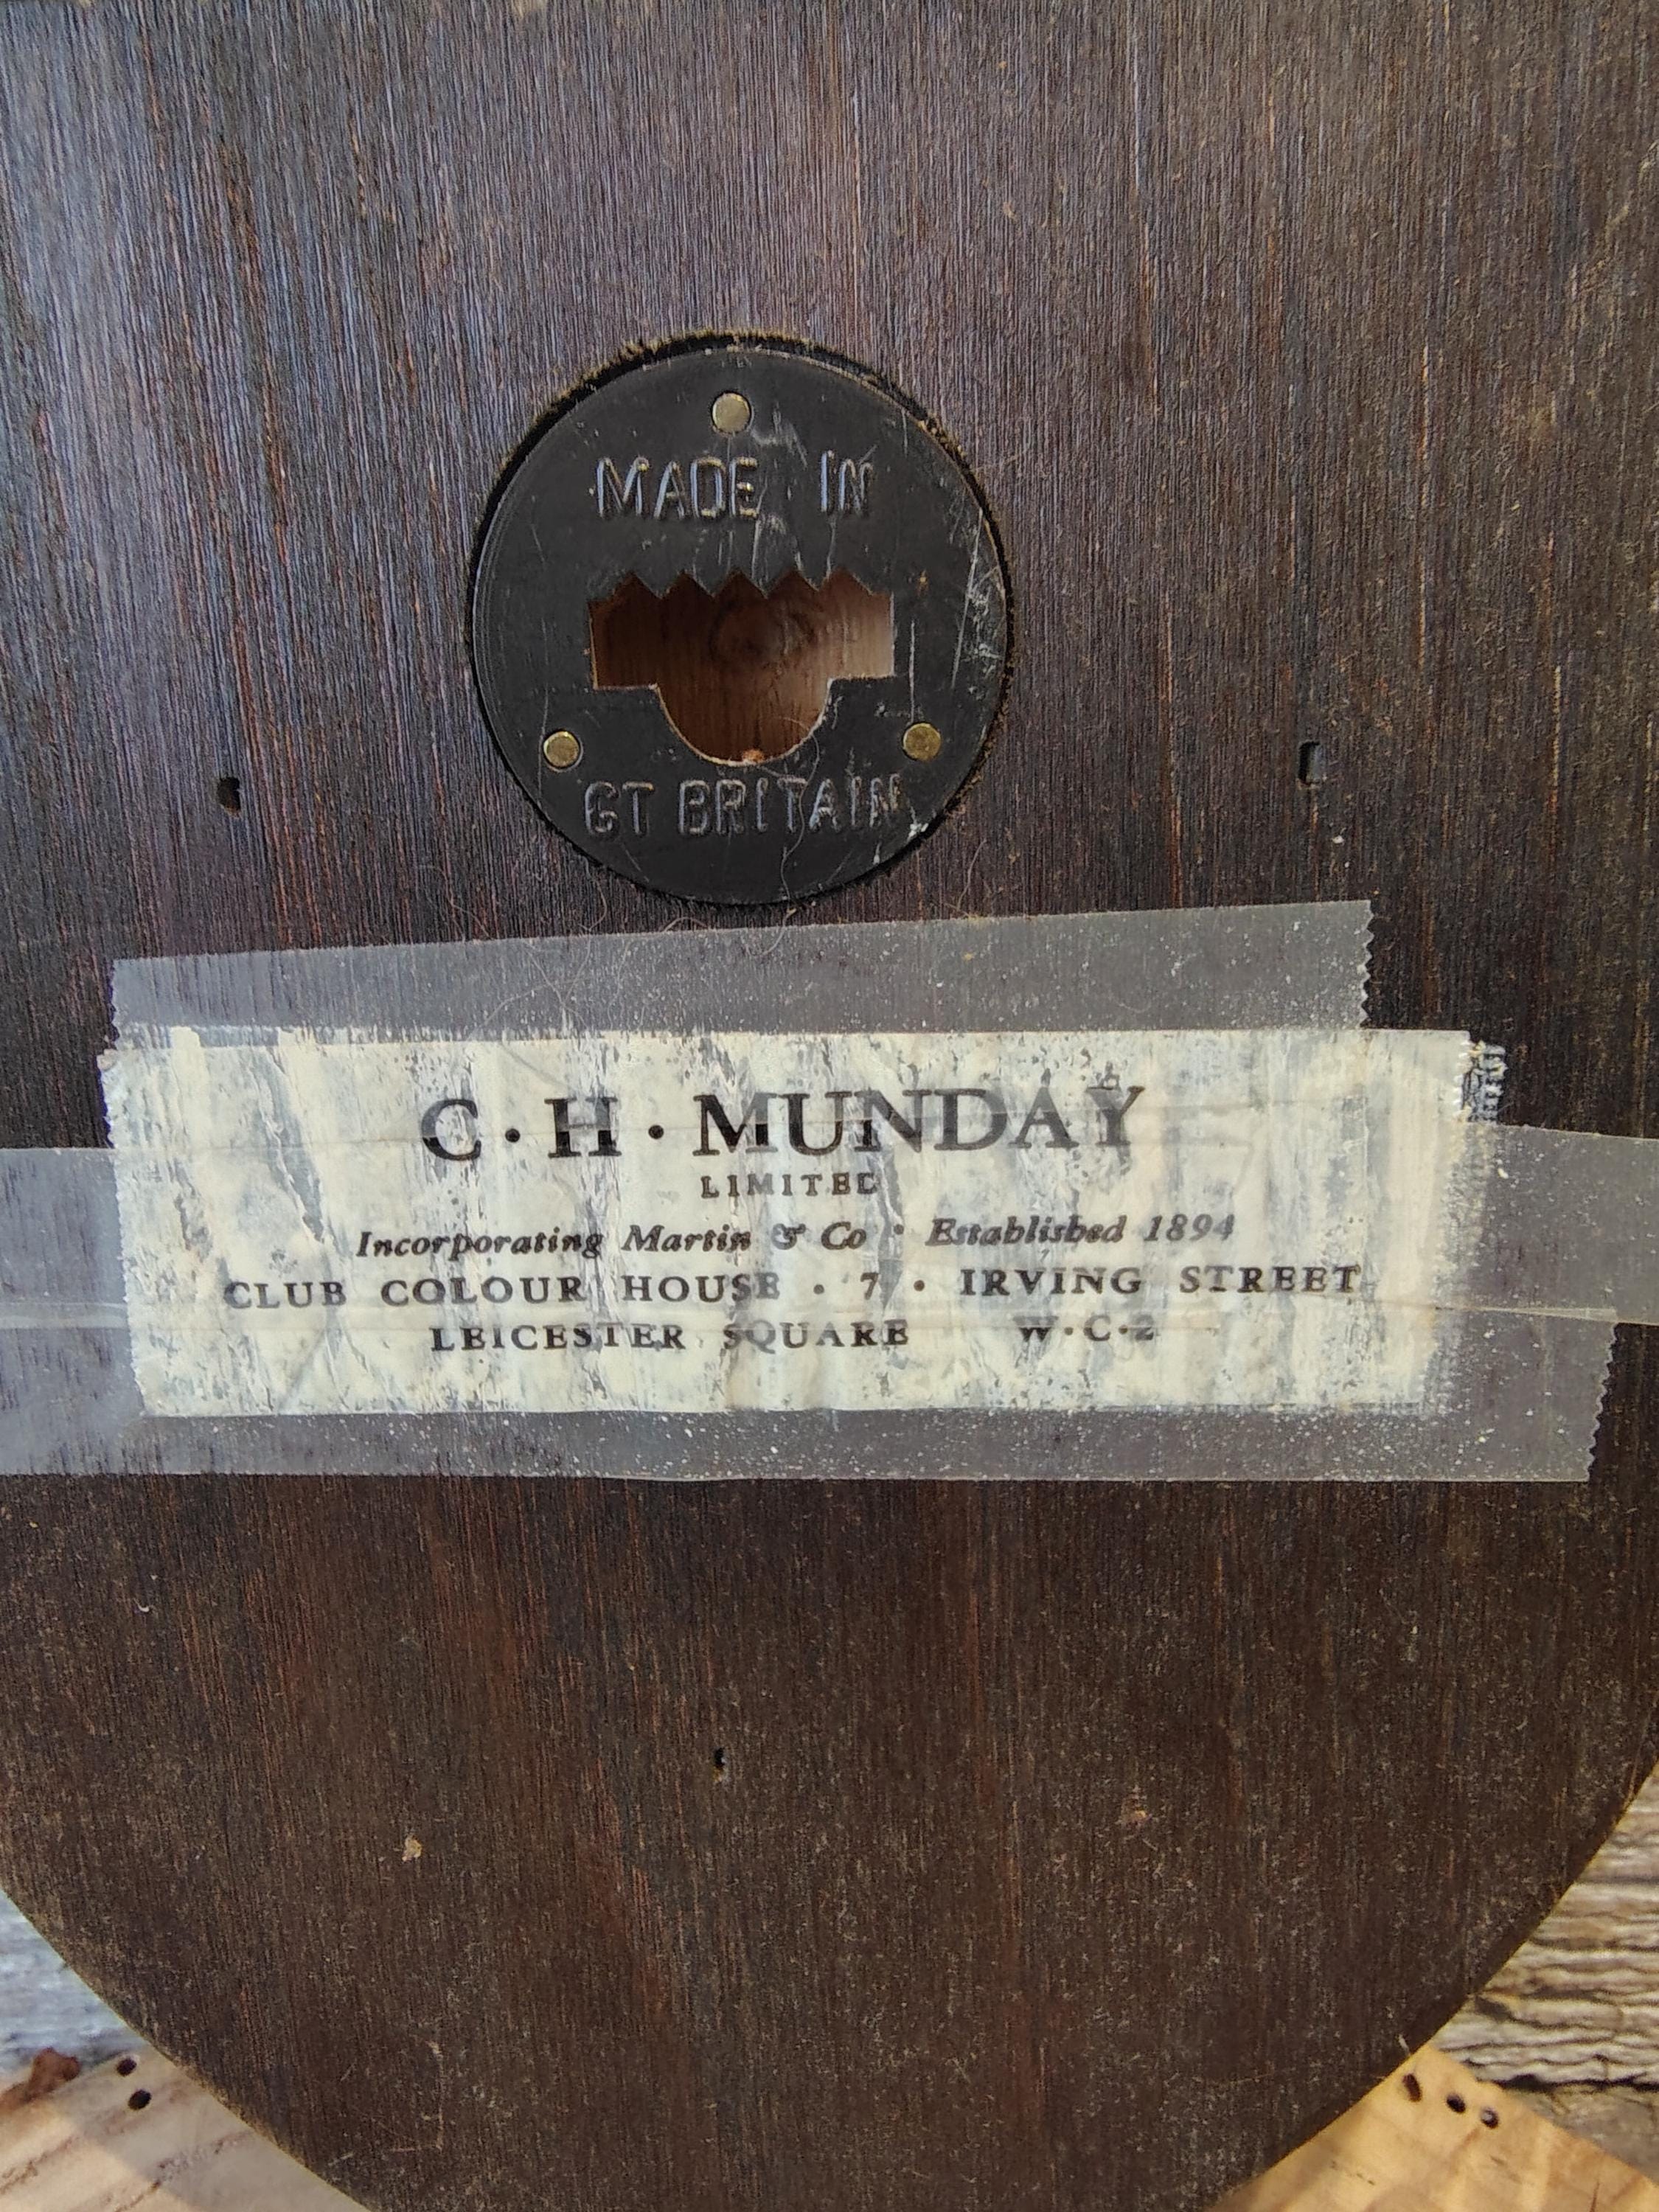 MADE IN
GT BRITAIN
C · H · MUNDAY
LIMITED
Incorporating Martin & Co · Established 1894
CLUB COLOUR HOUSE · 7 · IRVING STREET
LEICESTER SQUARE W·C·2